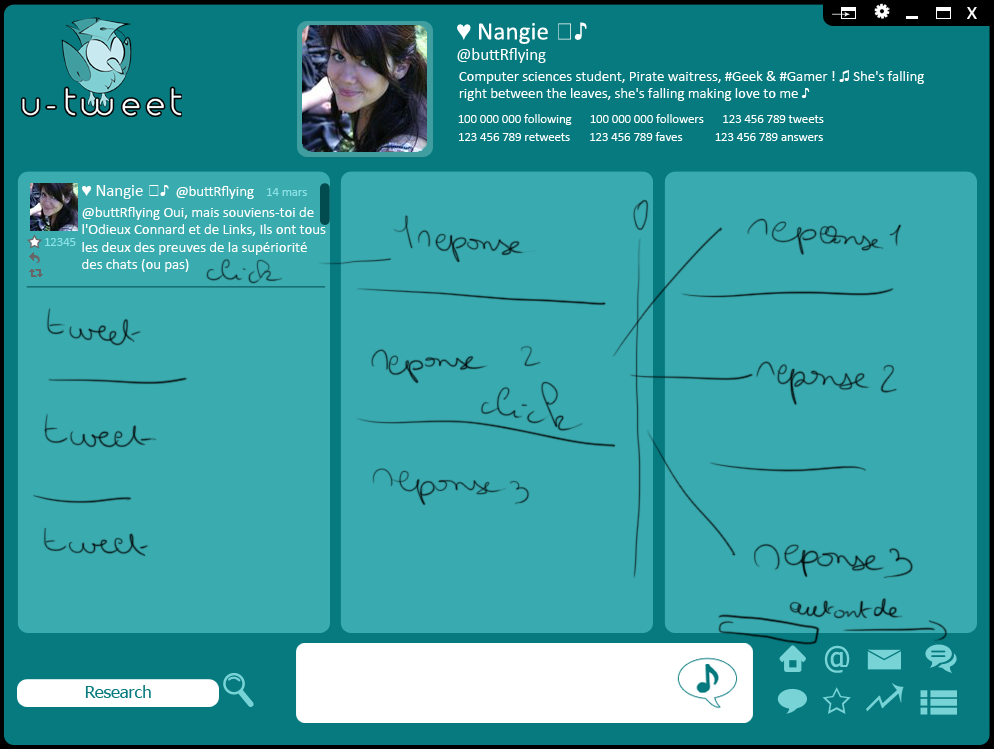 X
u-tweet
♥ Nangie □♪
@buttRflying
Computer sciences student, Pirate waitress, #Geek & #Gamer ! ♫ She's falling
right between the leaves, she's falling making love to me ♪
100 000 000 following 100 000 000 followers 123 456 789 tweets
123 456 789 retweets 123 456 789 faves 123 456 789 answers
♥ Nangie □♪ @buttRflying 14 mars
@buttRflying Oui, mais souviens-toi de
l'Odieux Connard et de Links, Ils ont tous
12345 les deux des preuves de la supériorité
des chats (ou pas)
click
tweet
tweet
tweet
1 reponse
reponse 2
click
reponse 3
reponse 1
reponse 2
reponse 3
autont de
Research
@